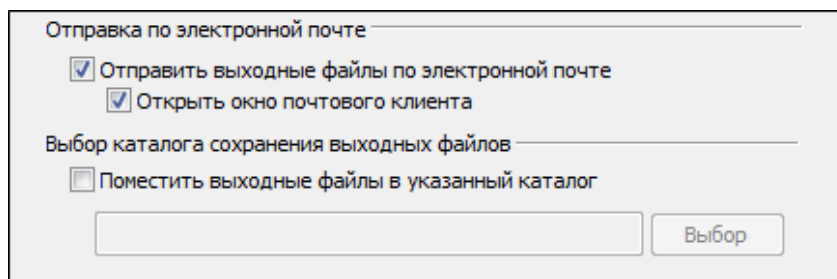 Отправка по электронной почте
Отправить выходные файлы по электронной почте
Открыть окно почтового клиента
Выбор каталога сохранения выходных файлов
Поместить выходные файлы в указанный каталог
Выбор